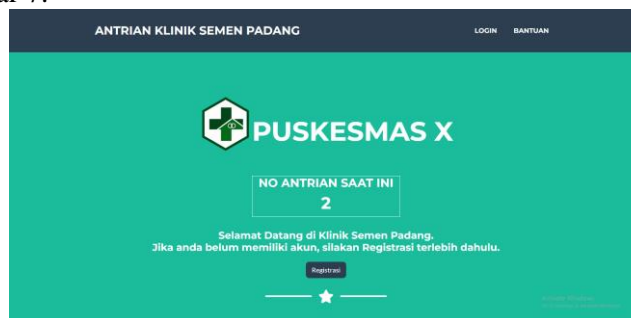 ANTRIAN KLINIK SEMEN PADANG
LOGIN BANTUAN
PUSKESMAS X
NO ANTRIAN SAAT INI
2
Selamat Datang di Klinik Semen Padang.
Jika anda belum memiliki akun, silakan Registrasi terlebih dahulu.
Registrasi